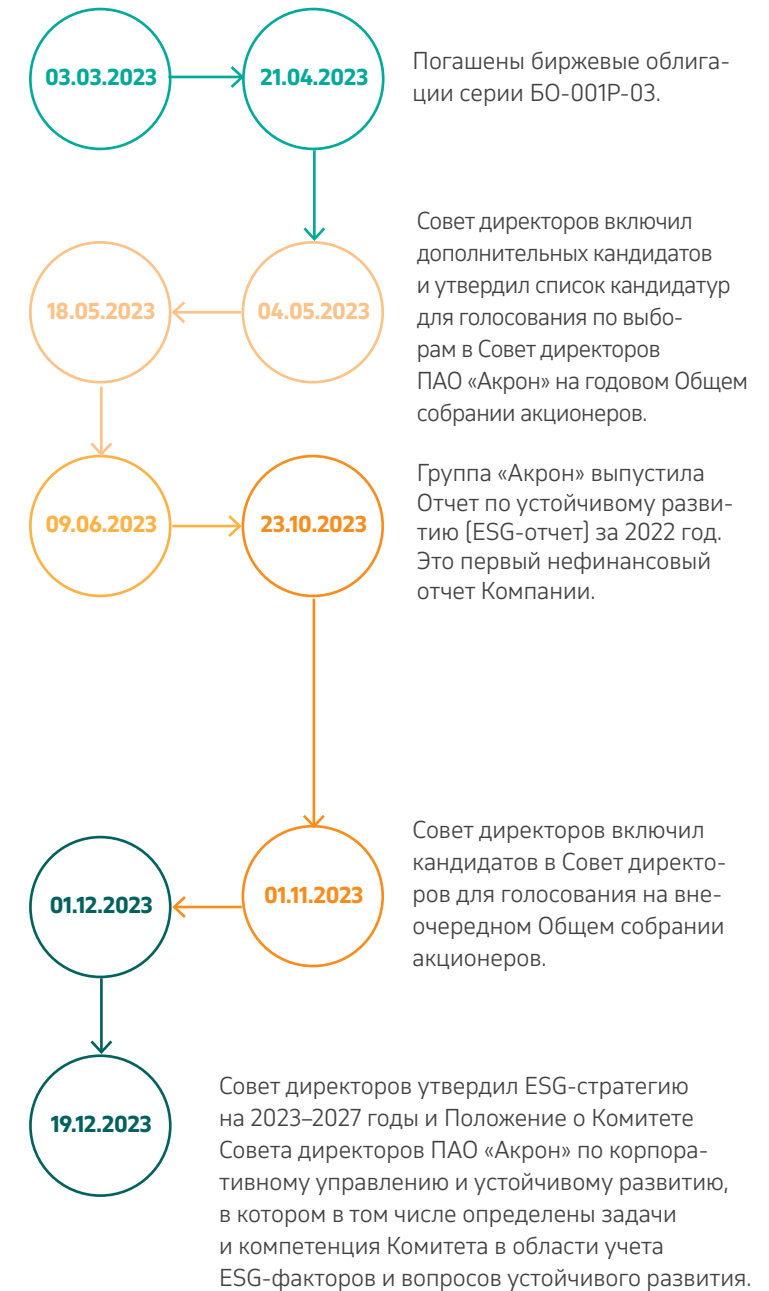 03.03.2023
21.04.2023
Погашены биржевые облига-
ции серии БО-001Р-03.
18.05.2023
04.05.2023
Совет директоров включил
дополнительных кандидатов
и утвердил список кандидатур
для голосования по выбо-
рам в Совет директоров
ПАО «Акрон» на годовом Общем
собрании акционеров.
09.06.2023
23.10.2023
Группа «Акрон» выпустила
Отчет по устойчивому разви-
тию (ESG-отчет) за 2022 год.
Это первый нефинансовый
отчет Компании.
01.12.2023
01.11.2023
Совет директоров включил
кандидатов в Совет директо-
ров для голосования на вне-
очередном Общем собрании
акционеров.
19.12.2023
Совет директоров утвердил ESG-стратегию
на 2023–2027 годы и Положение о Комитете
Совета директоров ПАО «Акрон» по корпора-
тивному управлению и устойчивому развитию,
в котором в том числе определены задачи
и компетенция Комитета в области учета
ESG-факторов и вопросов устойчивого развития.